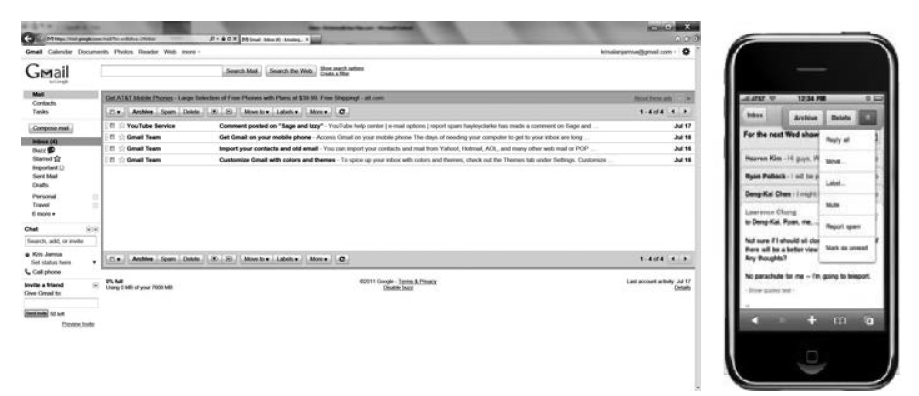 Gmail Calendar Documents Photos Reader Web more
kmalanjamsa@gmail.com
Gmail
by Google
Search Mail Search the Web Show search options
Create a filter
Mail
Contacts
Tasks
Compose mail
Inbox (4)
Buzz
Starred
Important
Sent Mail
Drafts
Personal
Travel
6 more
Chat
Search, add, or invite
Kim Jamsa
Set status here
Call phone
Invite a friend
Give Gmail to:
50 left
Preview Invite
Get AT&T Mobile Phones - Large Selection of Free Phones with Plans at $39.99. Free Shipping! - att.com
About these ads
Archive Spam Delete Move to Labels More 1 - 4 of 4
YouTube Service Comment posted on "Sage and Izzy" - YouTube help center | e-mail options | report spam hayleyclarke has made a comment on Sage and ... Jul 17
Gmail Team Get Gmail on your mobile phone - Access Gmail on your mobile phone The days of needing your computer to get to your inbox are long ... Jul 16
Gmail Team Import your contacts and old email - You can import your contacts and mail from Yahoo!, Hotmail, AOL, and many other web mail or POP ... Jul 16
Gmail Team Customize Gmail with colors and themes - To spice up your inbox with colors and themes, check out the Themes tab under Settings. Customize ... Jul 16
Archive Spam Delete Move to Labels More 1 - 4 of 4
0% full
Using 0 MB of your 7600 MB
©2011 Google - Terms & Privacy
Disable buzz
Last account activity: Jul 17
Details
AT&T 12:34 PM
Inbox Archive Delete
For the next Wed show
Reply all
Heaven Kim - Hi guys, W
Move...
Ryan Pollock - I will be p
Label...
Deng-Kai Chen - I might
Mute
Lawrence Chang
to Deng-Kai, Ryan, me,
Report spam
Not sure if I should sit clo
there will be a better view
Any thoughts?
Mark as unread
No parachute for me -- I'm going to teleport.
- Show quoted text -